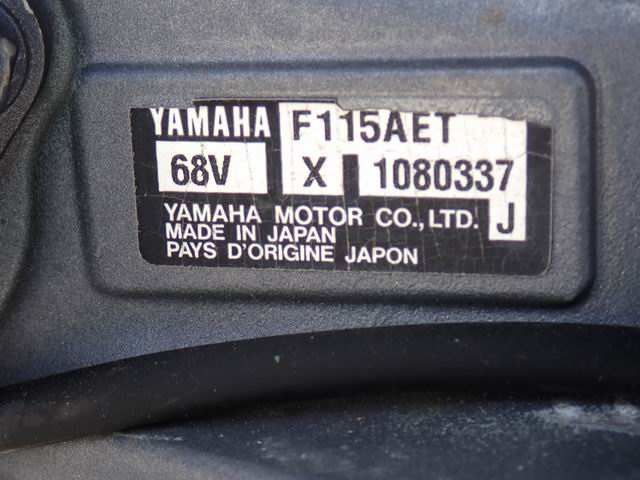 YAMAHA F115AET
68V X 1080337
YAMAHA MOTOR CO., LTD. J
MADE IN JAPAN
PAYS D'ORIGINE JAPON